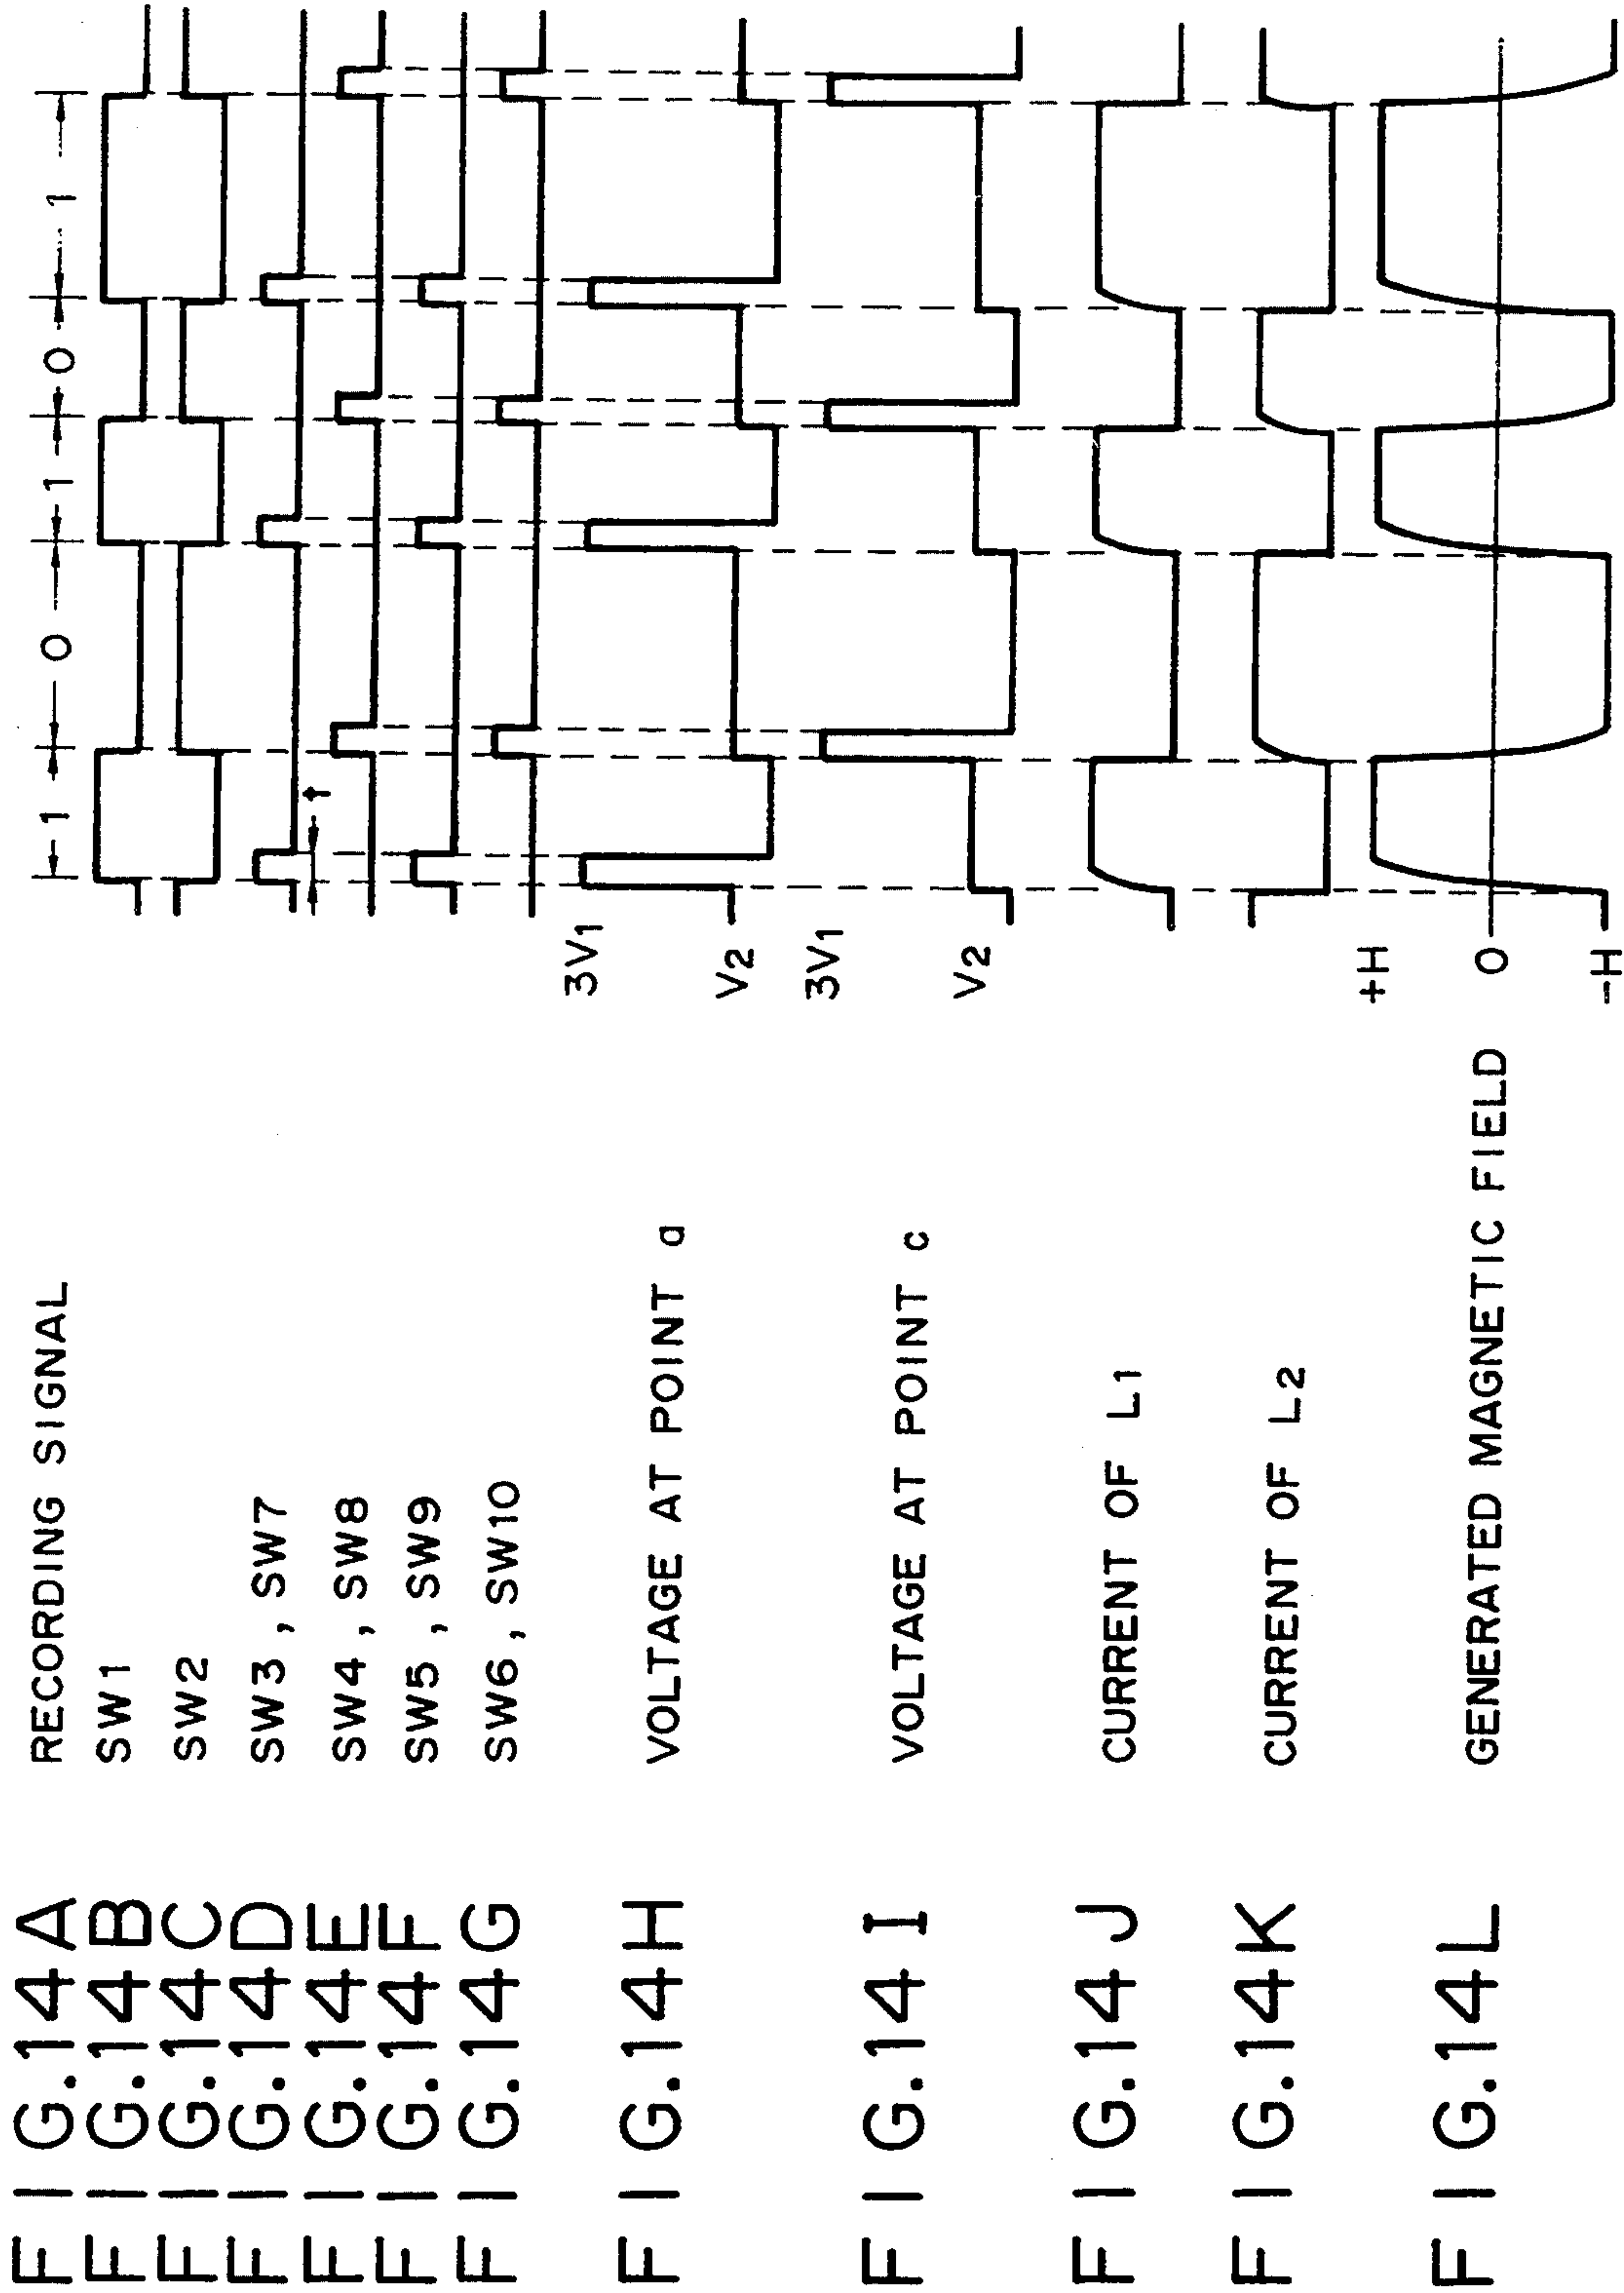 FIG.14A RECORDING SIGNAL 1 0 1 0 1
FIG.14B SW1
FIG.14C SW2
FIG.14D SW3, SW7
t
FIG.14E SW4, SW8
FIG.14F SW5, SW9
FIG.14G SW6, SW10
FIG.14H VOLTAGE AT POINT a
3V1
V2
FIG.14I VOLTAGE AT POINT c
3V1
V2
FIG.14J CURRENT OF L1
FIG.14K CURRENT OF L2
FIG.14L GENERATED MAGNETIC FIELD
+H
0
-H